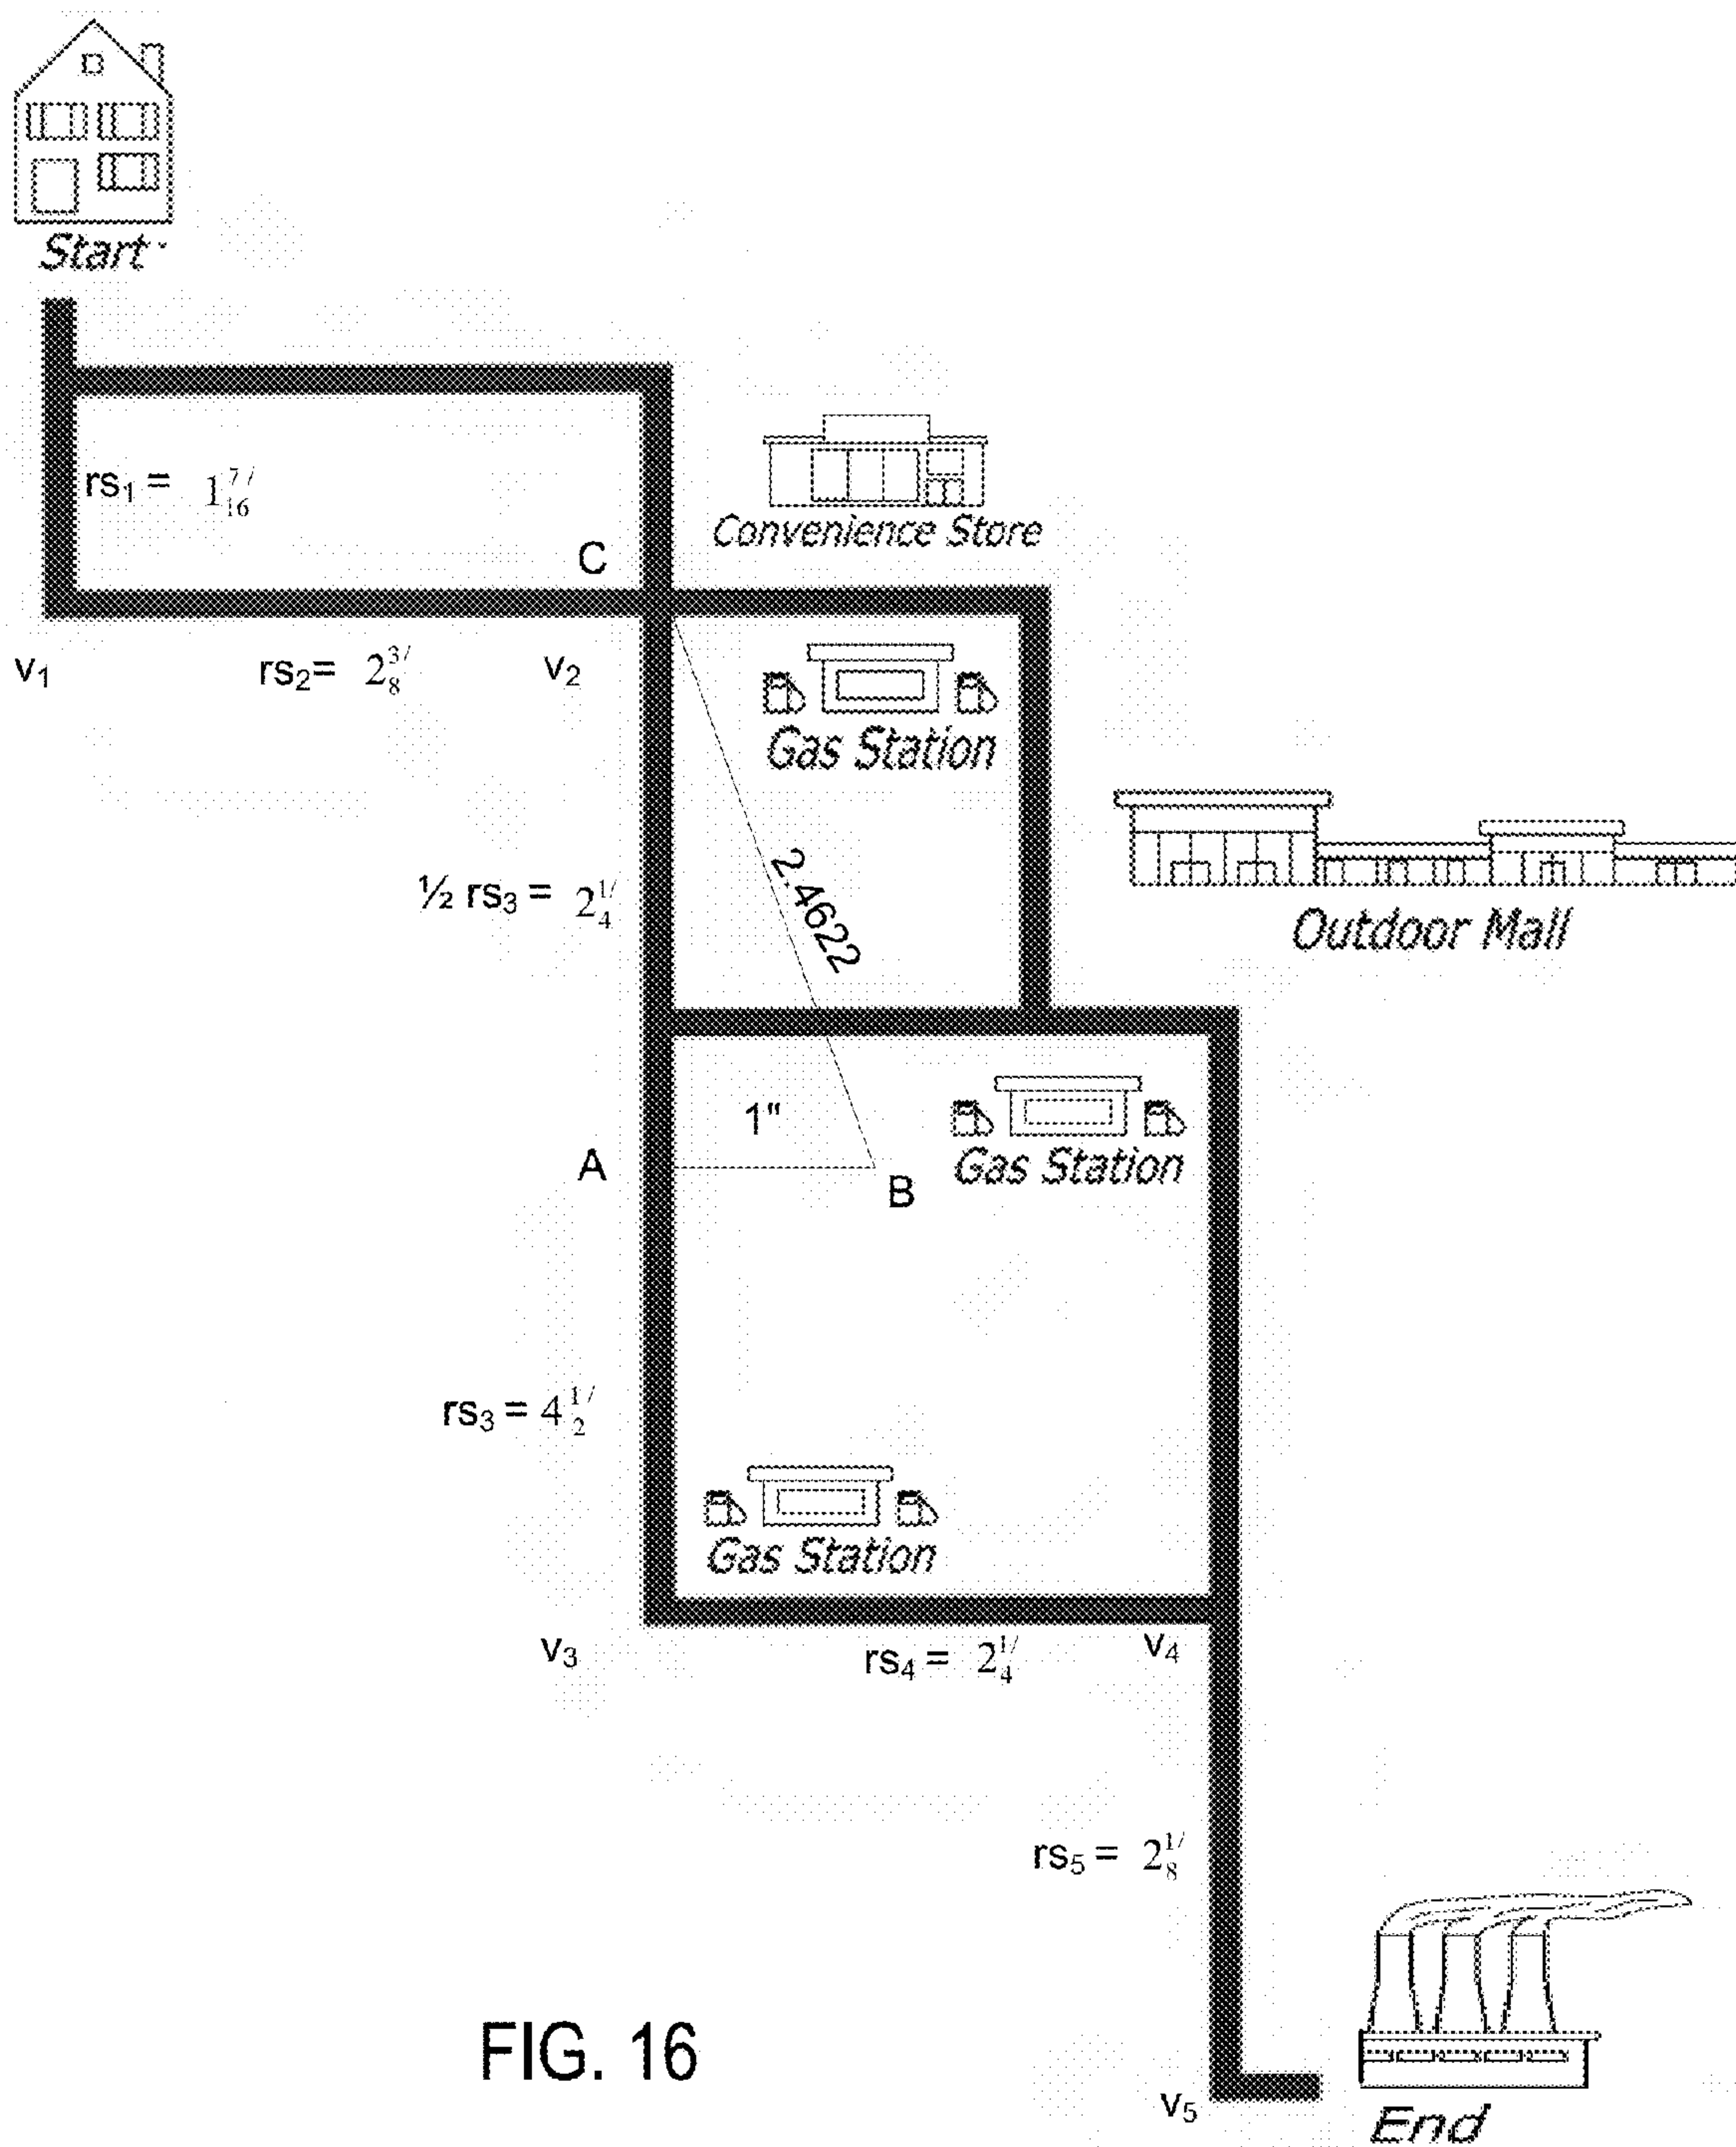 Start
rs₁ = 1 7/16
C
Convenience Store
v₁
rs₂= 2 3/8
v₂
Gas Station
½ rs₃ = 2 1/4
2.4622
Outdoor Mall
1"
A
B
Gas Station
rs₃ = 4 1/2
Gas Station
v₃
rs₄ = 2 1/4
v₄
rs₅ = 2 1/8
FIG. 16
v₅
End